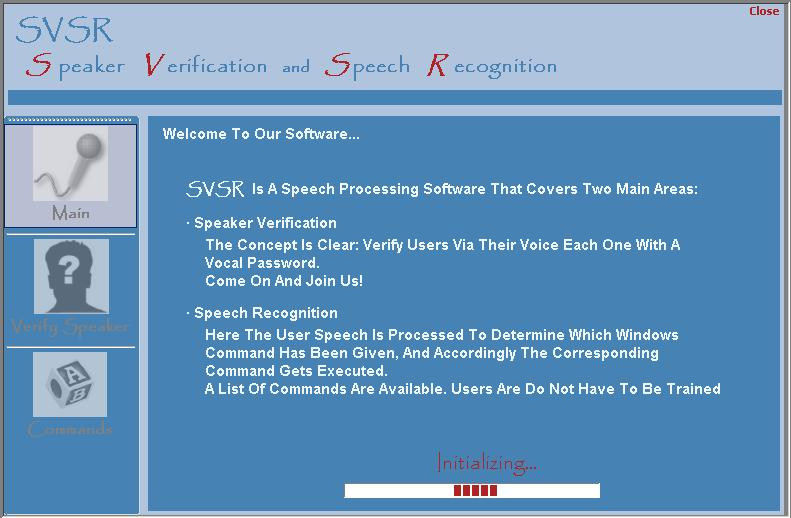 Close
SVSR
Speaker Verification and Speech Recognition
Welcome To Our Software...
SVSR Is A Speech Processing Software That Covers Two Main Areas:
· Speaker Verification
The Concept Is Clear: Verify Users Via Their Voice Each One With A
Vocal Password.
Come On And Join Us!
· Speech Recognition
Here The User Speech Is Processed To Determine Which Windows
Command Has Been Given, And Accordingly The Corresponding
Command Gets Executed.
A List Of Commands Are Available. Users Are Do Not Have To Be Trained
Initializing...
Main
?
Verify Speaker
A
B
Commands